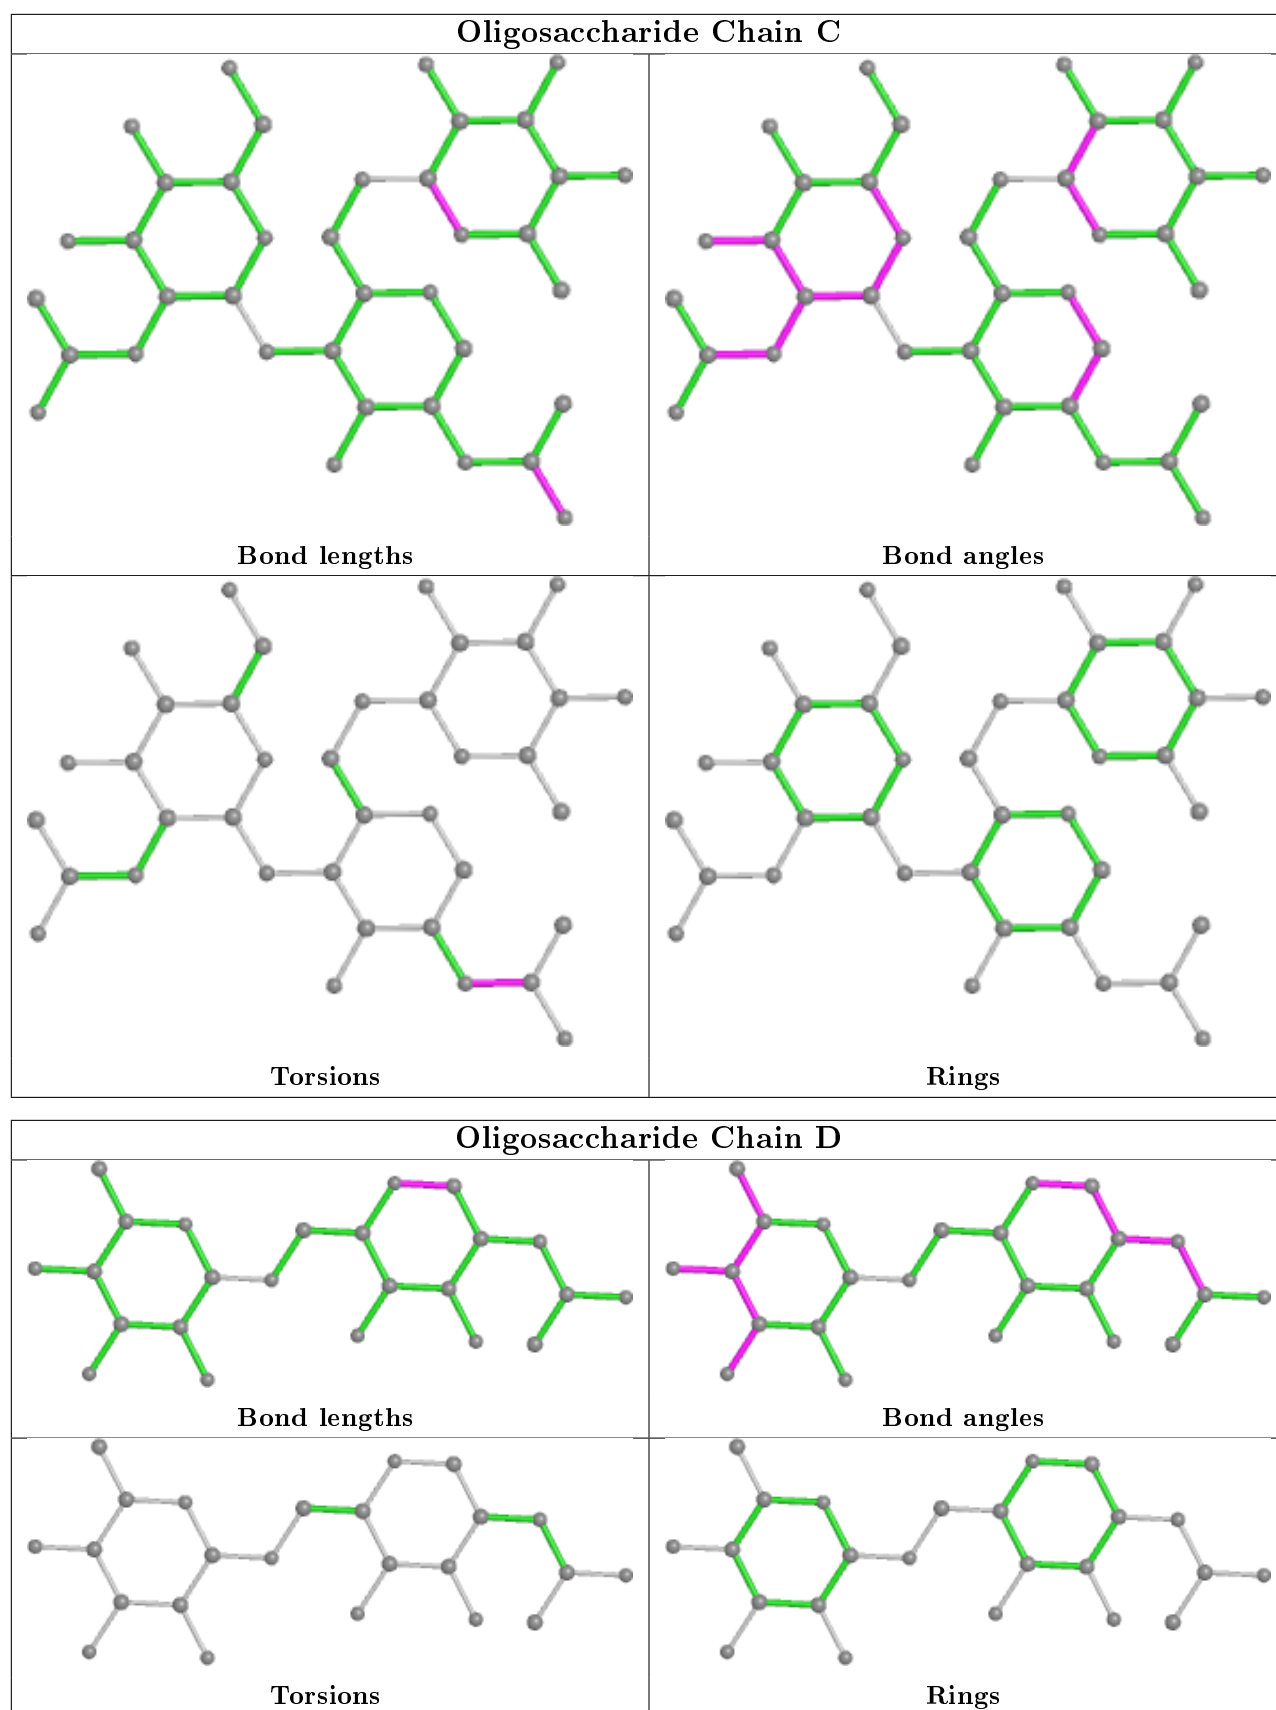 Oligosaccharide Chain C
Bond lengths
Bond angles
Torsions
Rings
Oligosaccharide Chain D
Bond lengths
Bond angles
Torsions
Rings